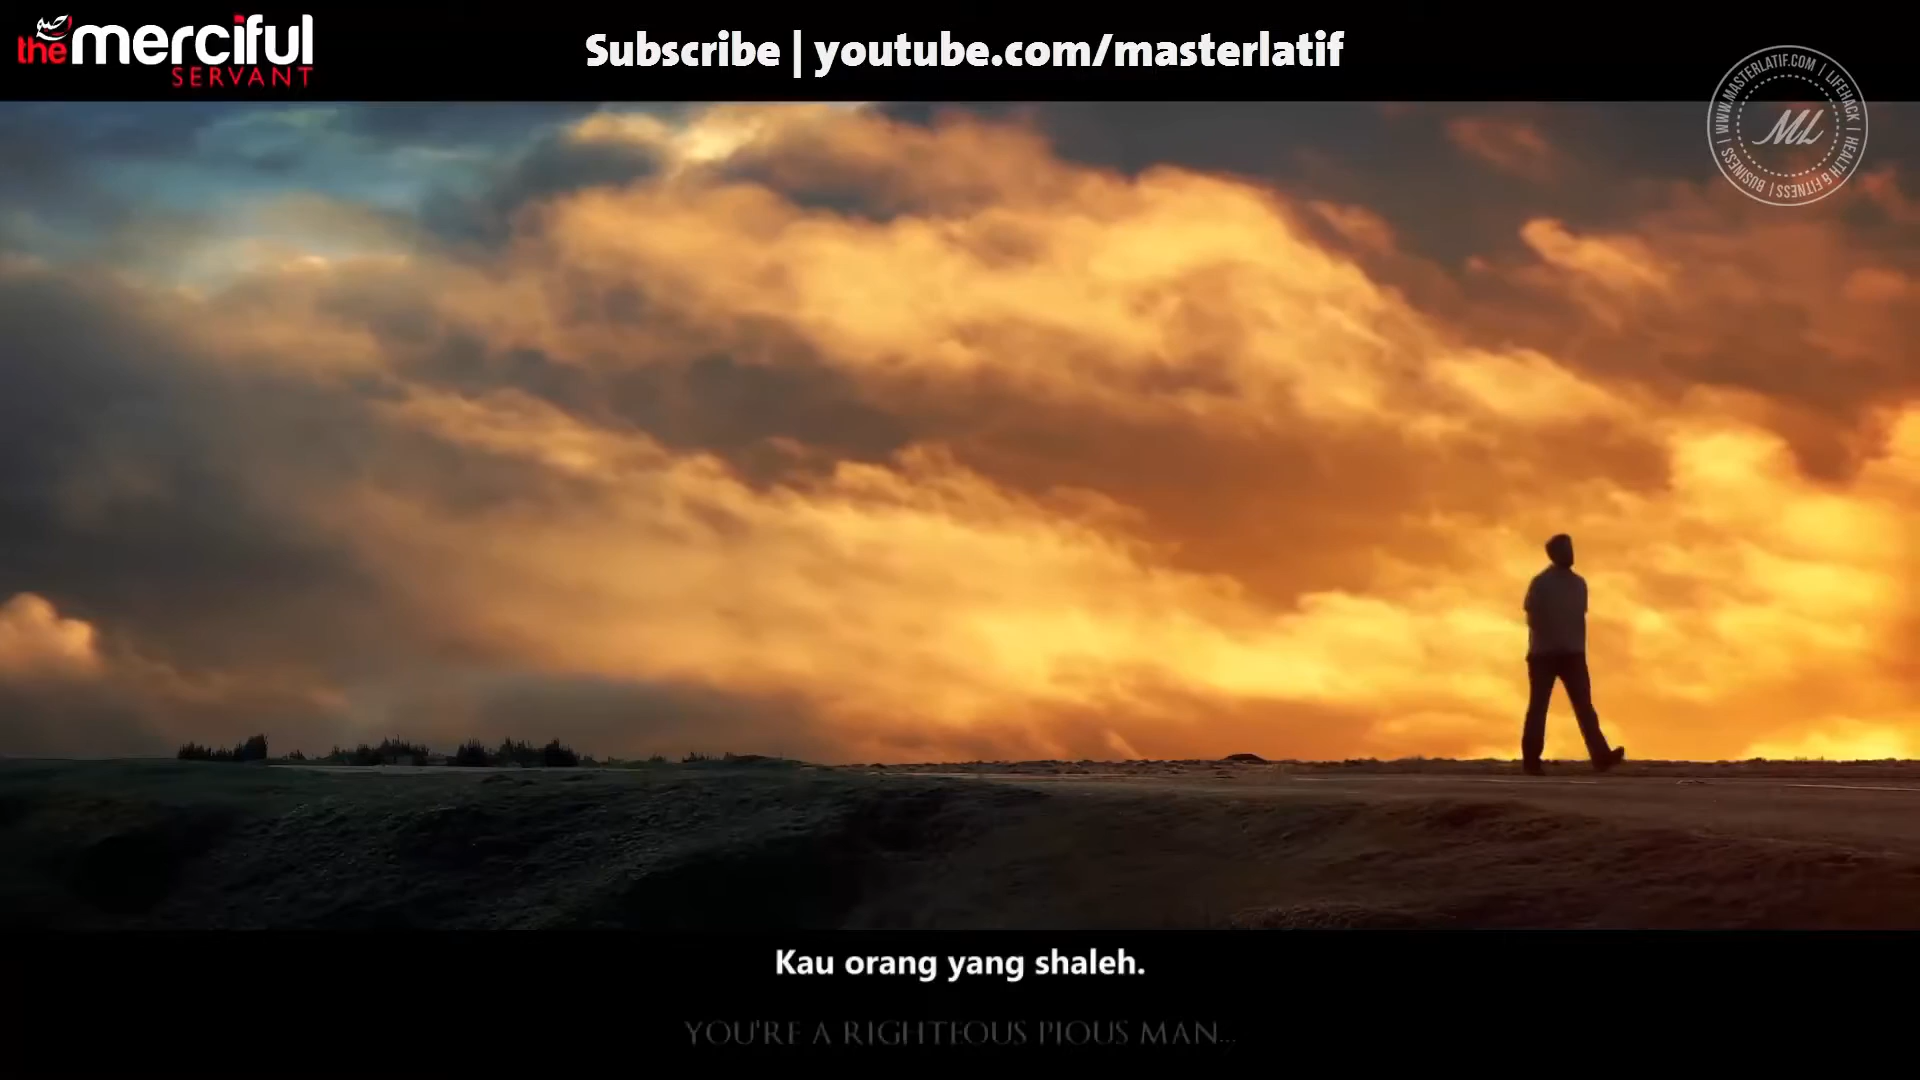 the merciful
SERVANT
Subscribe | youtube.com/masterlatif
WWW.MASTERLATIF.COM | LIFEHACK | HEALTH & FITNESS | BUSINESS |
ML
Kau orang yang shaleh.
YOU'RE A RIGHTEOUS PIOUS MAN...